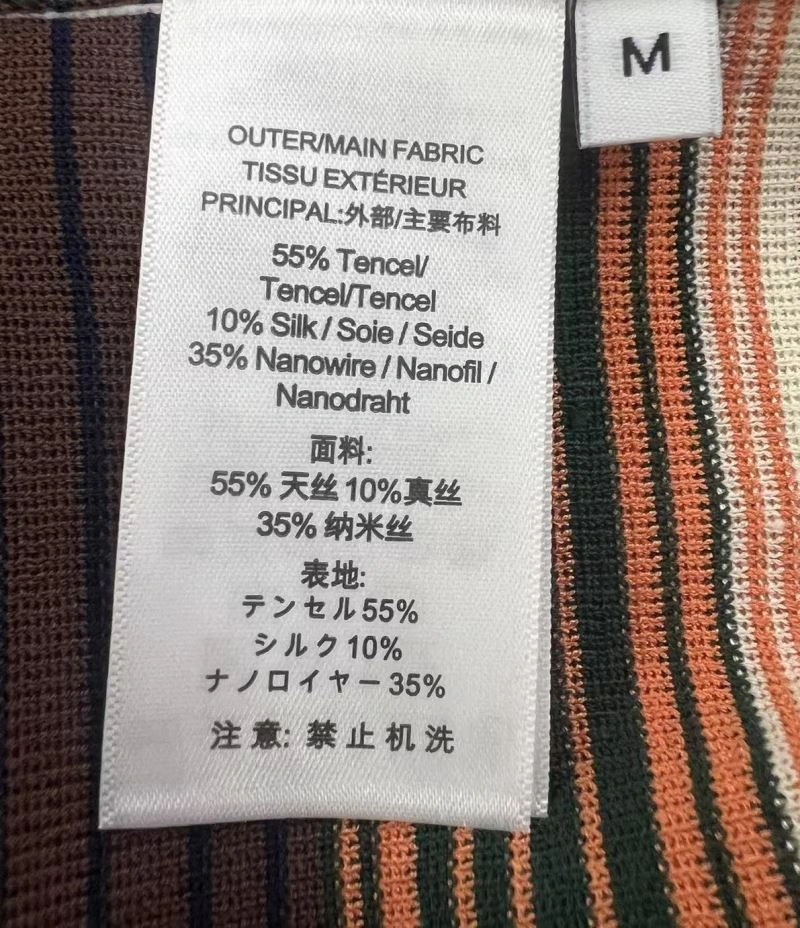 M
OUTER/MAIN FABRIC
TISSU EXTÉRIEUR
PRINCIPAL:外部/主要布料
55% Tencel/
Tencel/Tencel
10% Silk / Soie / Seide
35% Nanowire / Nanofil /
Nanodraht
面料:
55% 天丝 10%真丝
35% 纳米丝
表地:
テンセル55%
シルク10%
ナノロイヤー35%
注意: 禁止机洗